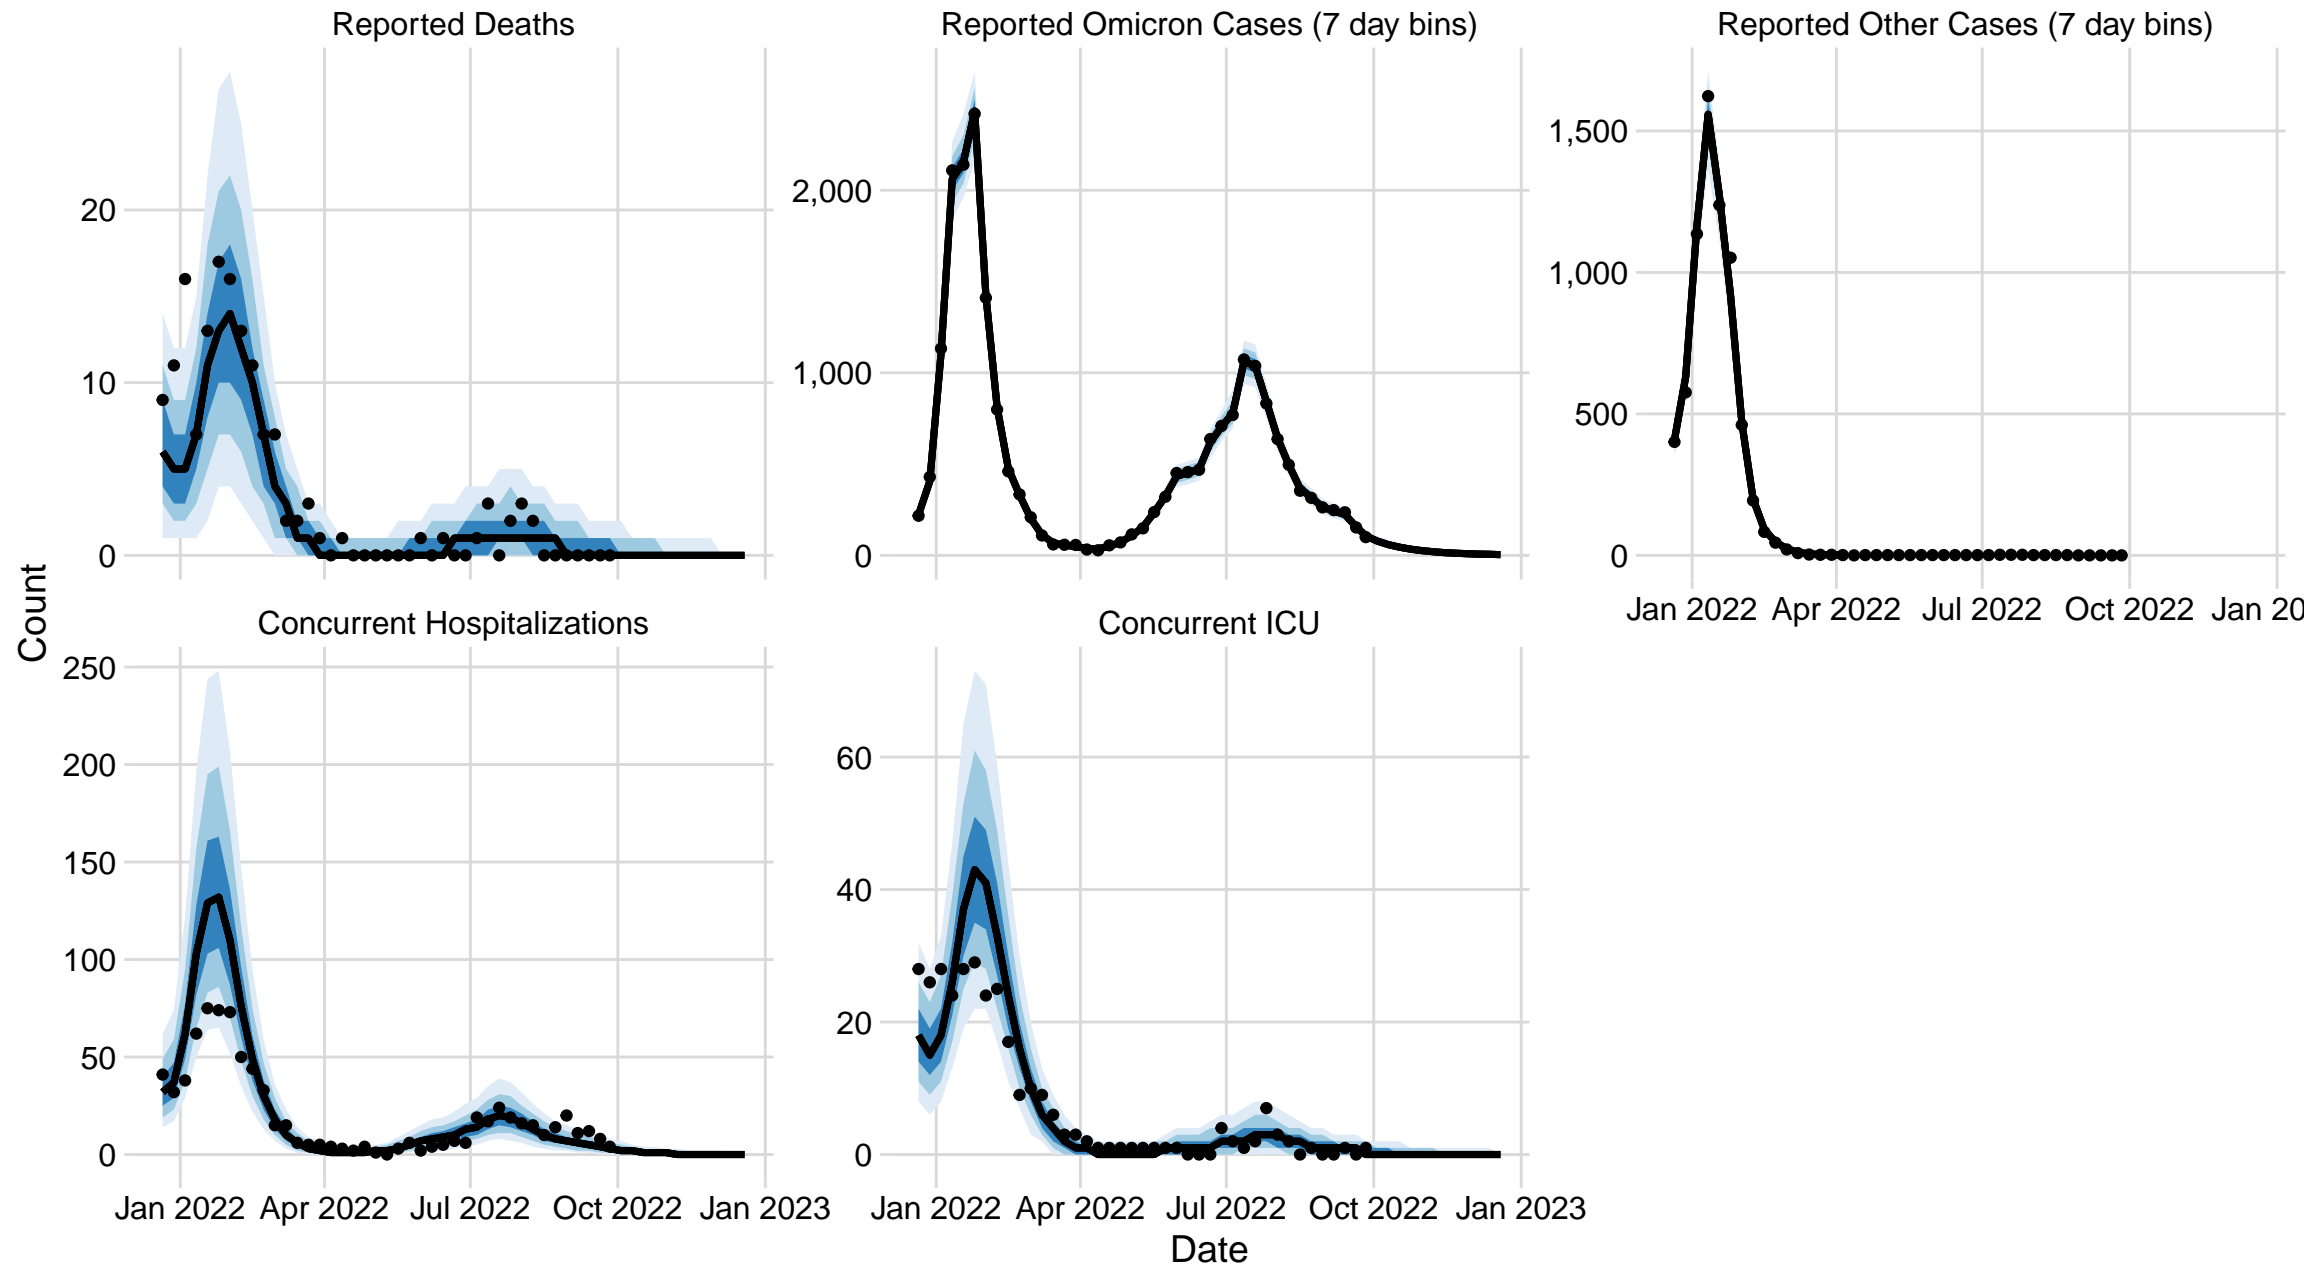 Reported Deaths
Reported Omicron Cases (7 day bins)
Reported Other Cases (7 day bins)
20
10
0
2,000
1,000
0
1,500
1,000
500
0
Jan 2022 Apr 2022 Jul 2022 Oct 2022 Jan 20
Count
Concurrent Hospitalizations
Concurrent ICU
250
200
150
100
50
0
60
40
20
0
Jan 2022 Apr 2022 Jul 2022 Oct 2022 Jan 2023
Jan 2022 Apr 2022 Jul 2022 Oct 2022 Jan 2023
Date